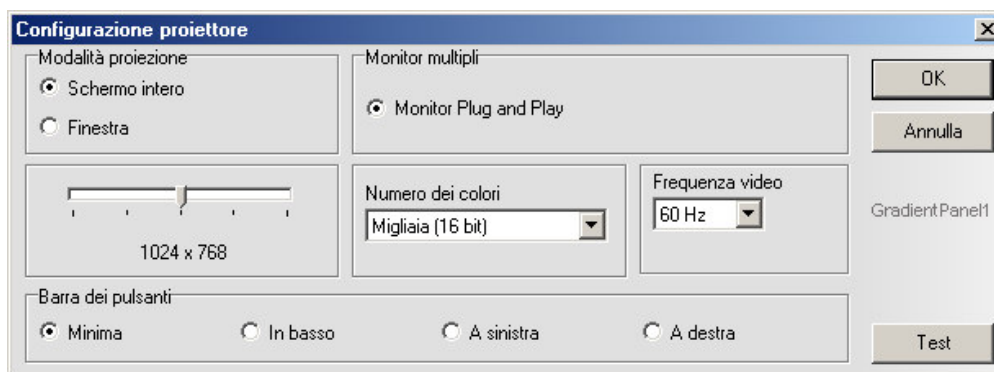 Configurazione proiettore
Modalità proiezione
Schermo intero
Finestra
Monitor multipli
Monitor Plug and Play
OK
Annulla
1024 x 768
Numero dei colori
Migliaia (16 bit)
Frequenza video
60 Hz
GradientPanel1
Barra dei pulsanti
Minima In basso A sinistra A destra
Test